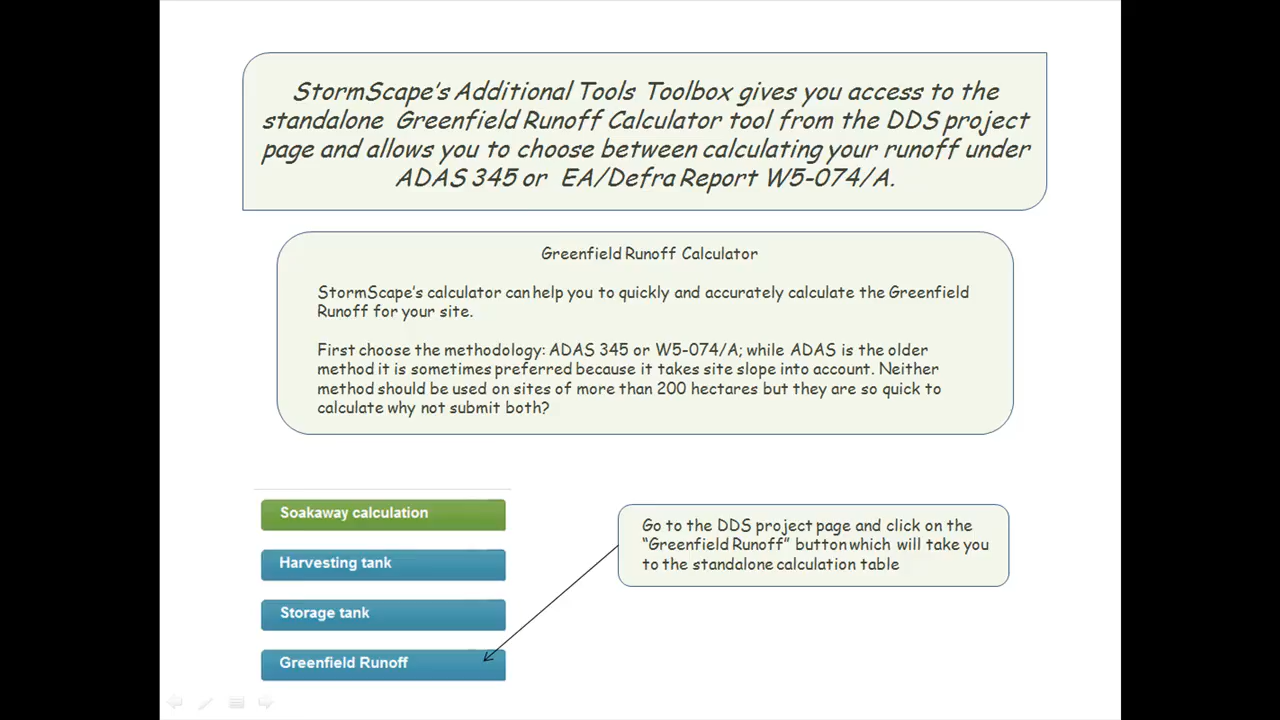 StormScape's Additional Tools Toolbox gives you access to the
standalone Greenfield Runoff Calculator tool from the DDS project
page and allows you to choose between calculating your runoff under
ADAS 345 or EA/Defra Report W5-074/A.
Greenfield Runoff Calculator
StormScape's calculator can help you to quickly and accurately calculate the Greenfield
Runoff for your site.
First choose the methodology: ADAS 345 or W5-074/A; while ADAS is the older
method it is sometimes preferred because it takes site slope into account. Neither
method should be used on sites of more than 200 hectares but they are so quick to
calculate why not submit both?
Soakaway calculation
Harvesting tank
Storage tank
Greenfield Runoff
Go to the DDS project page and click on the
“Greenfield Runoff” button which will take you
to the standalone calculation table